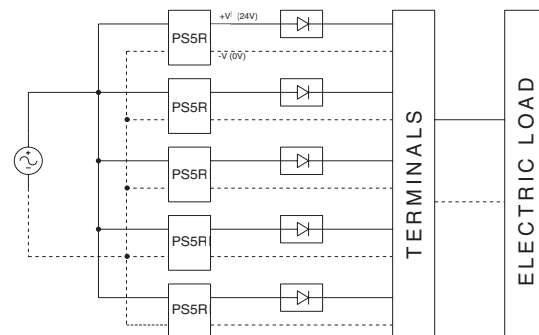 +V (24V)
PS5R
-V (0V)
PS5R
PS5R
PS5R
PS5R
TERMINALS
ELECTRIC LOAD